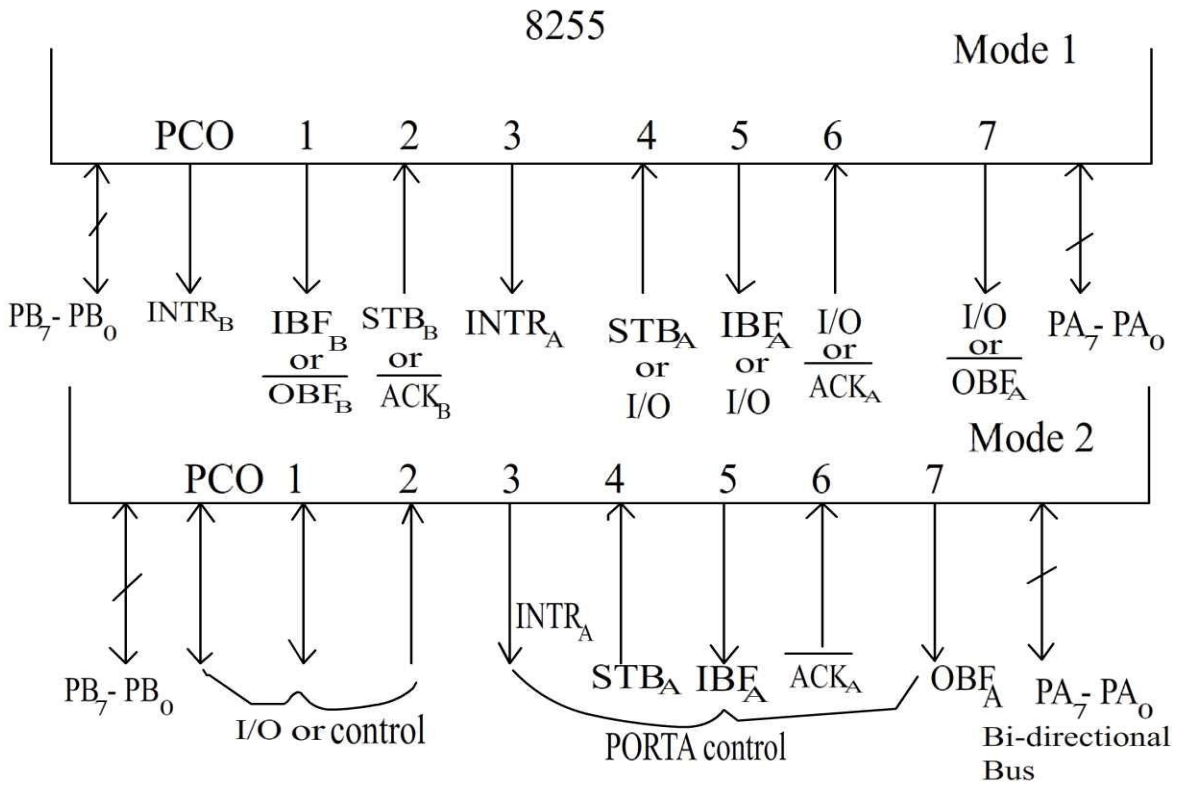 8255
Mode 1
PCO 1 2 3 4 5 6 7
PB7- PB0 INTRB IBFB or OBFB STBB or ACKB INTRA STBA or I/O IBFA or I/O I/O or ACKA I/O or OBFA PA7- PA0
Mode 2
PCO 1 2 3 4 5 6 7
INTRA
PB7- PB0 STBA IBFA ACKA OBFA PA7- PA0
I/O or control
PORTA control
Bi-directional
Bus